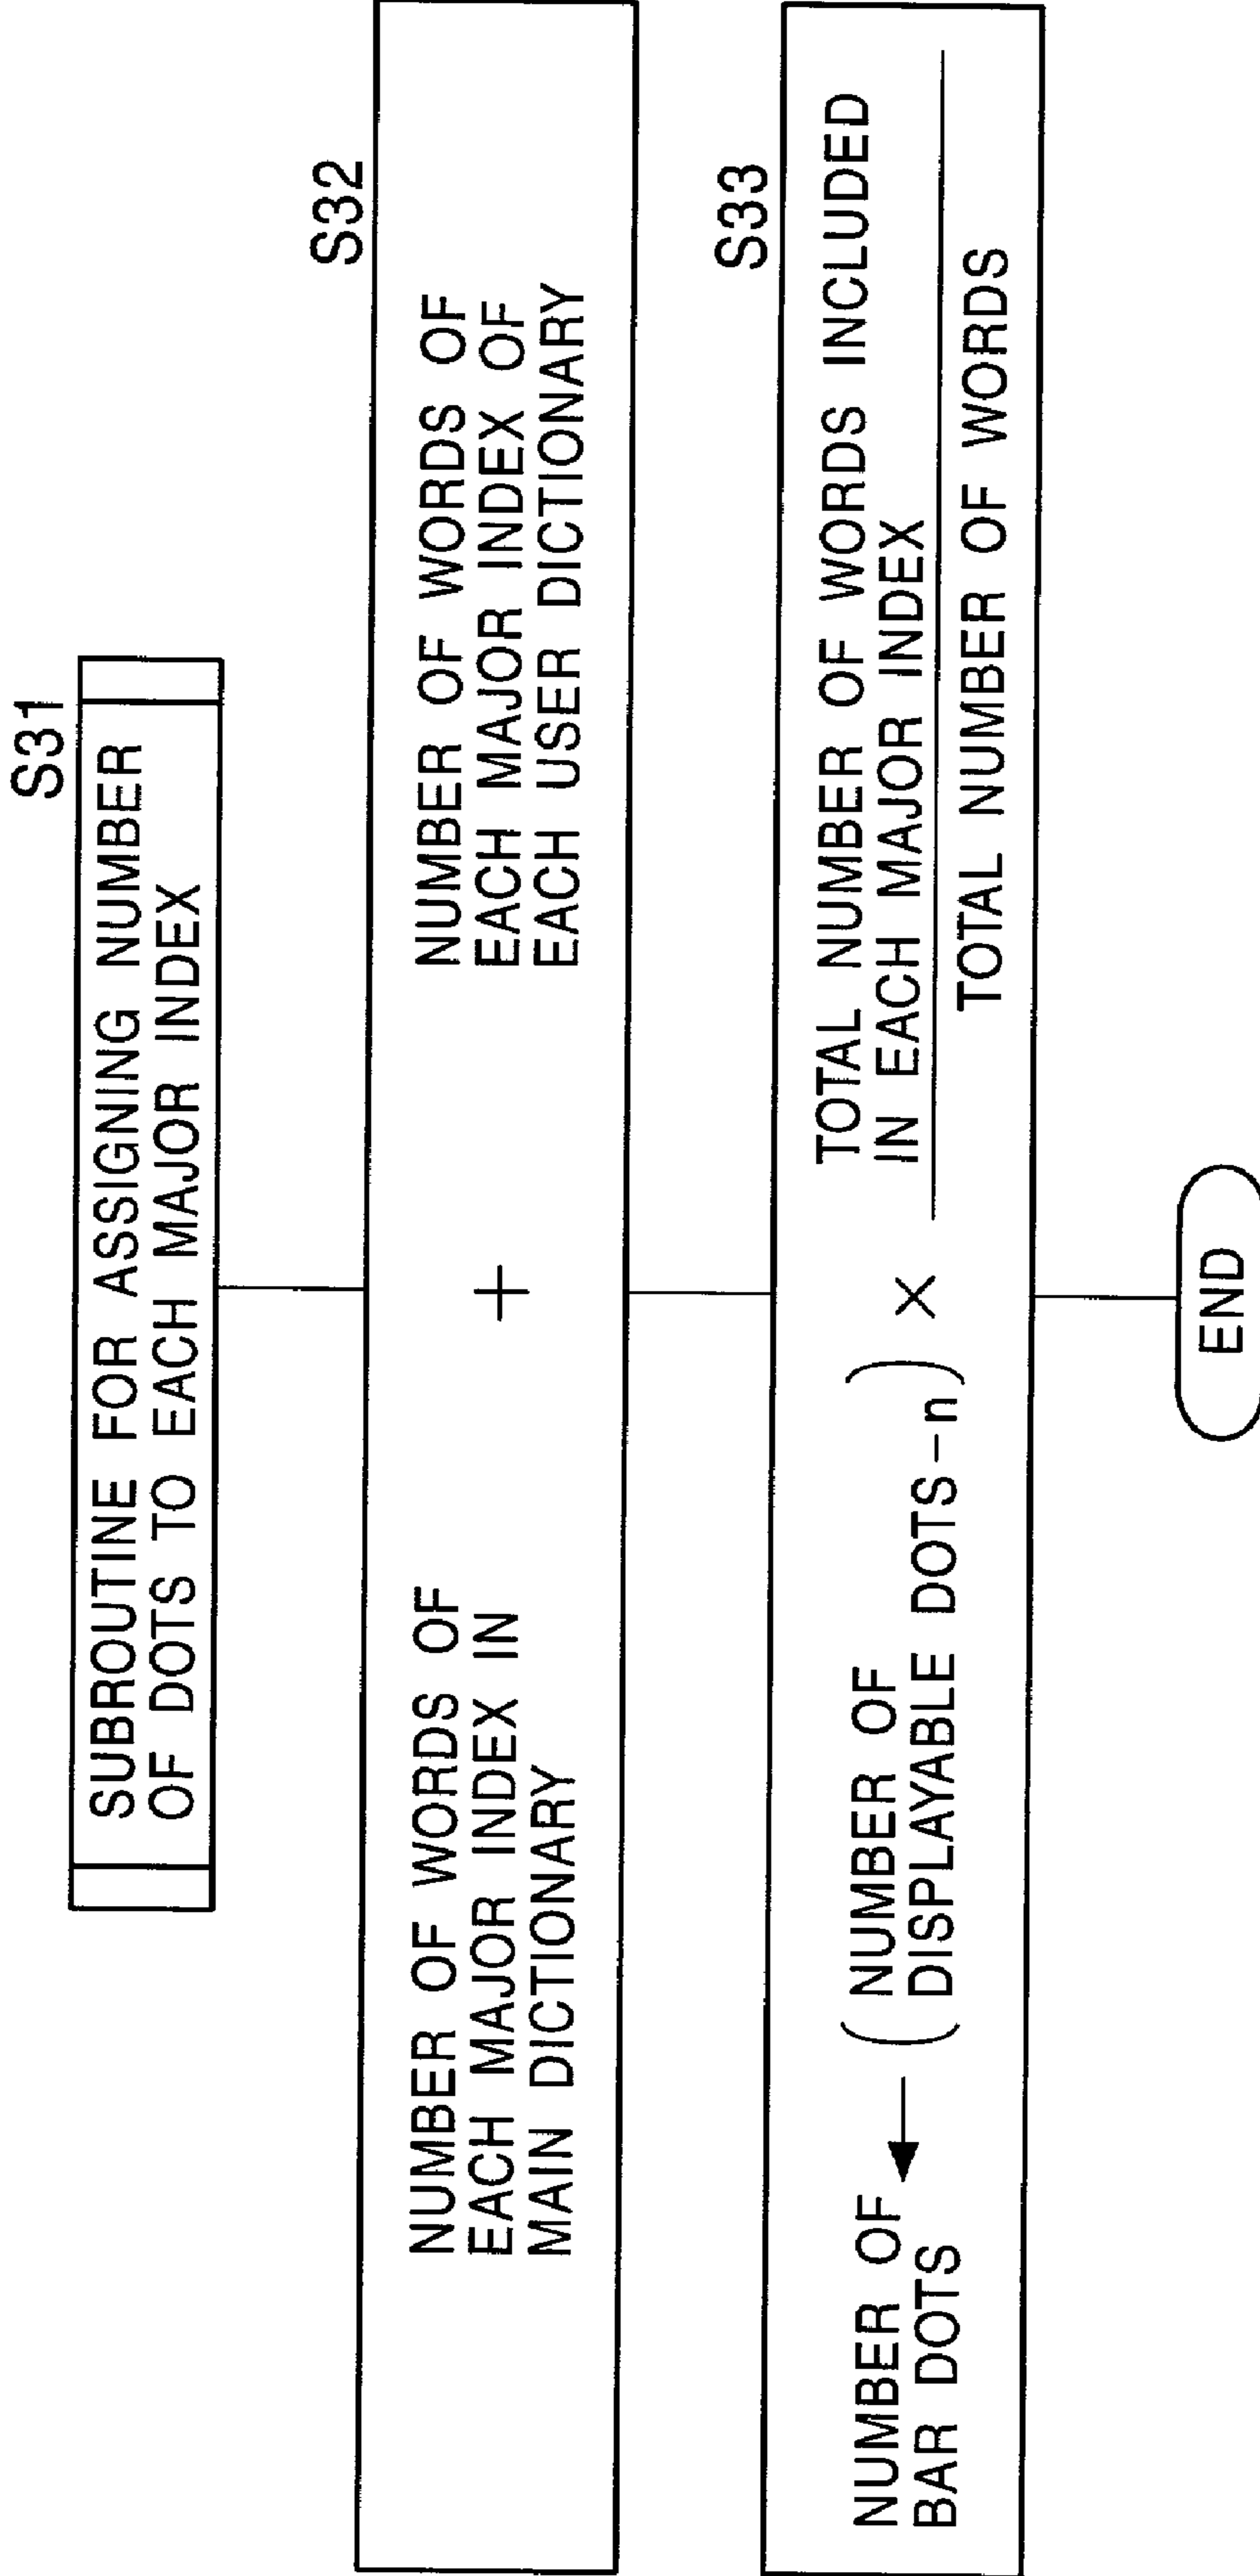 S31
SUBROUTINE FOR ASSIGNING NUMBER
OF DOTS TO EACH MAJOR INDEX
S32
NUMBER OF WORDS OF
EACH MAJOR INDEX IN
MAIN DICTIONARY
+
NUMBER OF WORDS OF
EACH MAJOR INDEX OF
EACH USER DICTIONARY
S33
NUMBER OF
BAR DOTS
(NUMBER OF
DISPLAYABLE DOTS-n)
×
TOTAL NUMBER OF WORDS INCLUDED
IN EACH MAJOR INDEX
TOTAL NUMBER OF WORDS
END